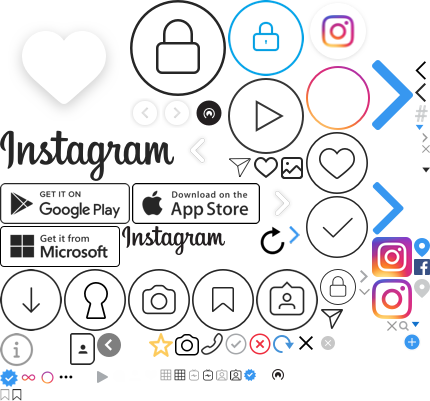 Instagram
GET IT ON
Google Play
Download on the
App Store
Get it from
Microsoft
Instagram
#